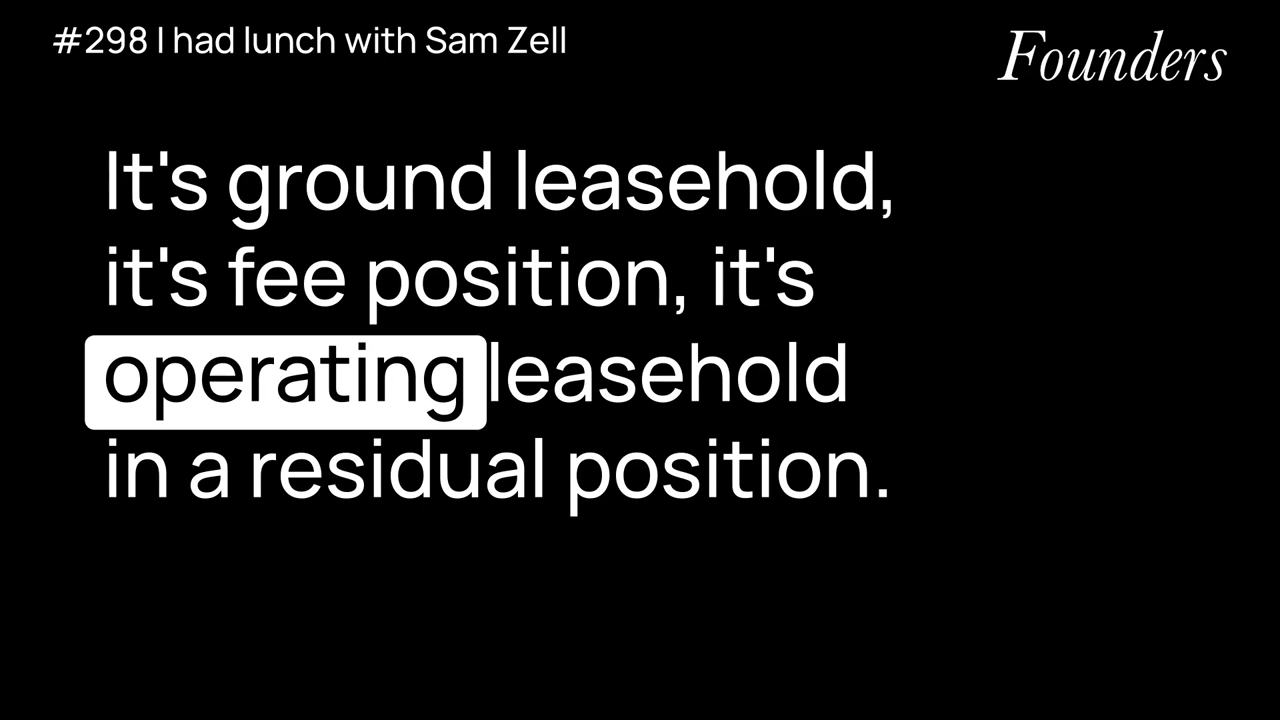 #298 I had lunch with Sam Zell
Founders
It's ground leasehold,
it's fee position, it's
operating leasehold
in a residual position.